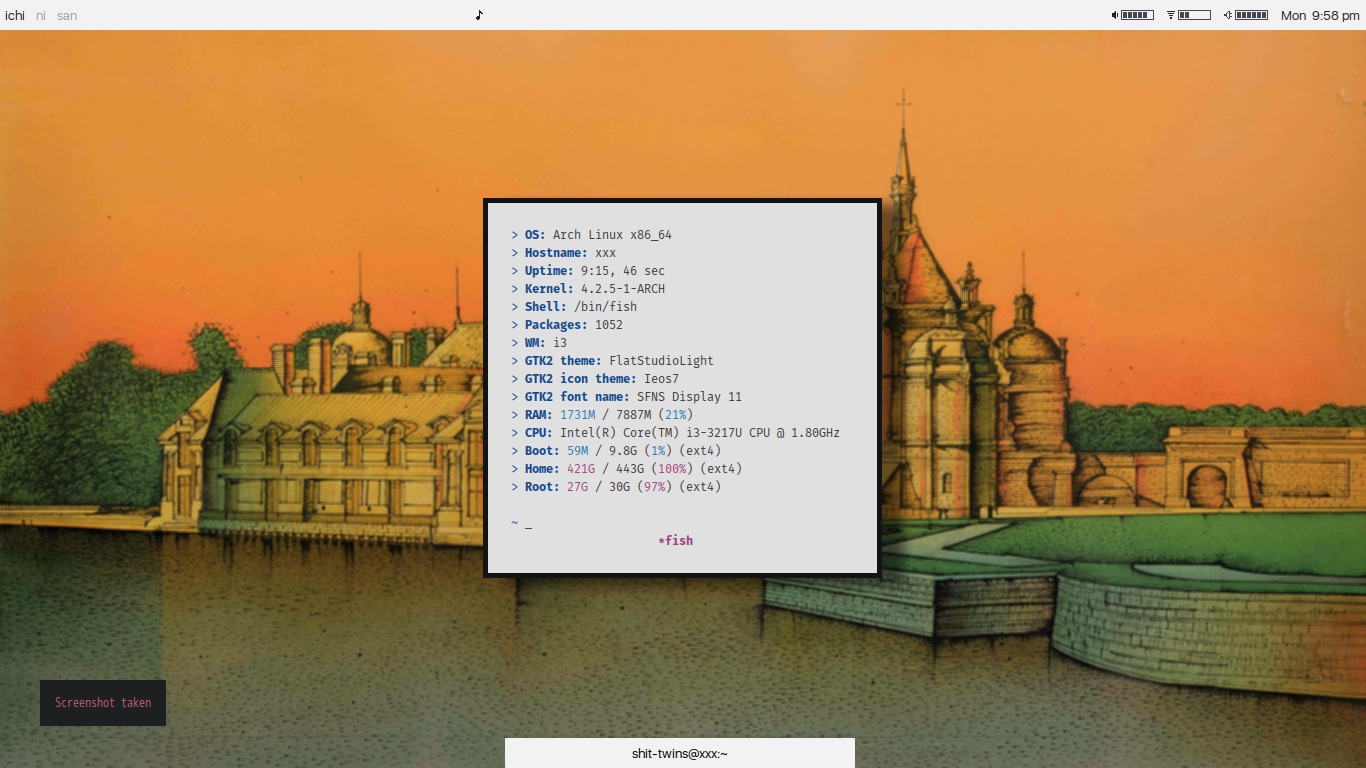 ichi ni san Mon 9:58 pm
> OS: Arch Linux x86_64
> Hostname: xxx
> Uptime: 9:15, 46 sec
> Kernel: 4.2.5-1-ARCH
> Shell: /bin/fish
> Packages: 1052
> WM: i3
> GTK2 theme: FlatStudioLight
> GTK2 icon theme: Ieos7
> GTK2 font name: SFNS Display 11
> RAM: 1731M / 7887M (21%)
> CPU: Intel(R) Core(TM) i3-3217U CPU @ 1.80GHz
> Boot: 59M / 9.8G (1%) (ext4)
> Home: 421G / 443G (100%) (ext4)
> Root: 27G / 30G (97%) (ext4)
~ _
*fish
Screenshot taken
shit-twins@xxx:~